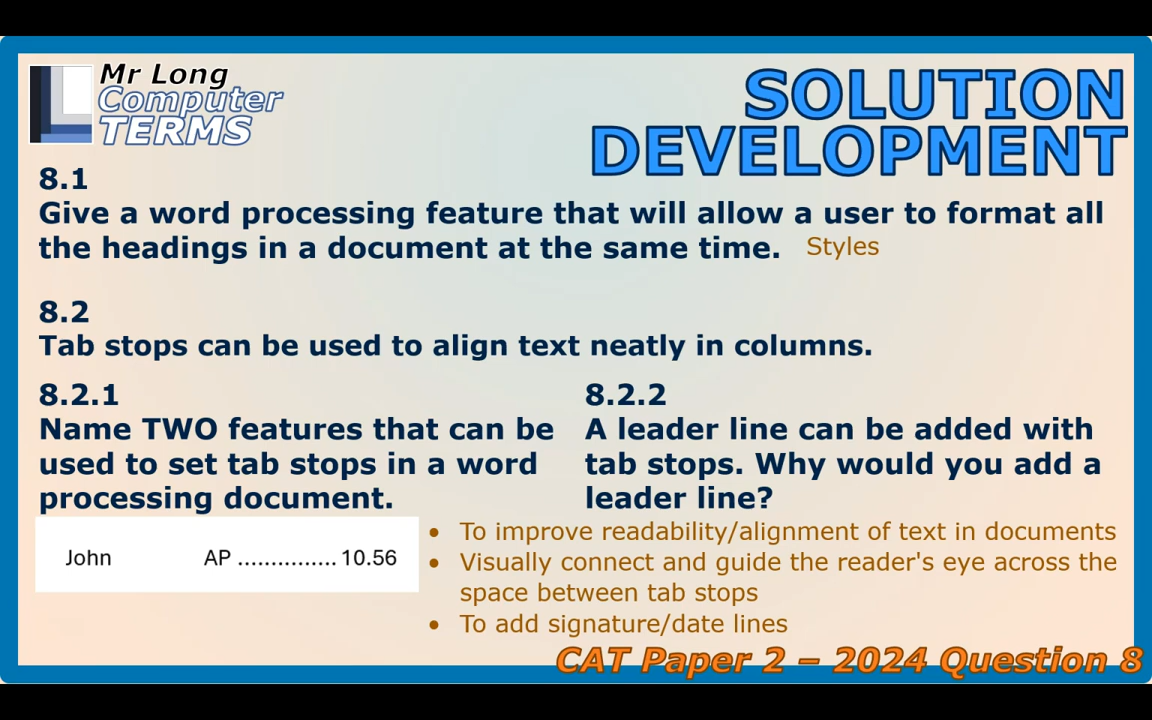 Mr Long
Computer
TERMS
SOLUTION
DEVELOPMENT
8.1
Give a word processing feature that will allow a user to format all
the headings in a document at the same time. Styles
8.2
Tab stops can be used to align text neatly in columns.
8.2.1
Name TWO features that can be
used to set tab stops in a word
processing document.
John AP ............... 10.56
8.2.2
A leader line can be added with
tab stops. Why would you add a
leader line?
• To improve readability/alignment of text in documents
• Visually connect and guide the reader's eye across the
space between tab stops
• To add signature/date lines
CAT Paper 2 – 2024 Question 8